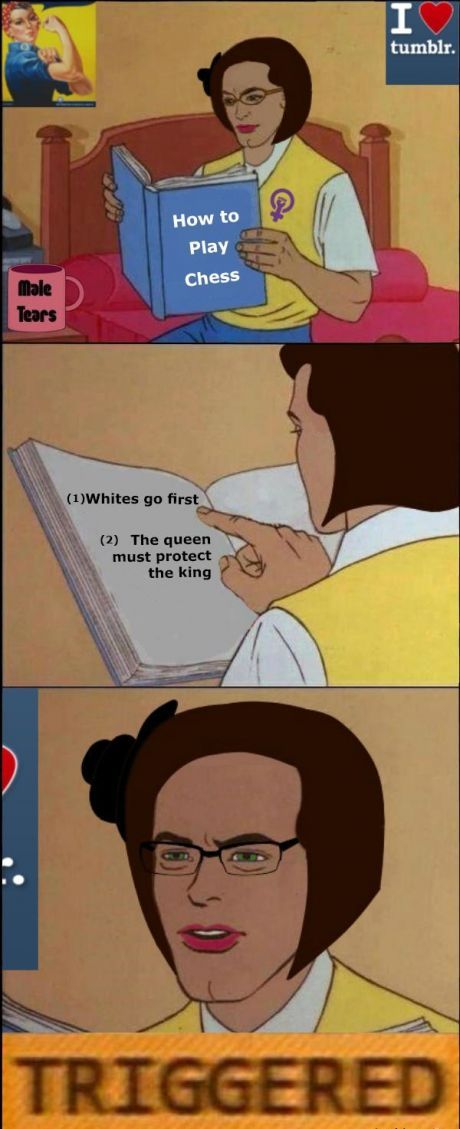 I
tumblr.
How to
Play
Chess
Male
Tears
(1)Whites go first
(2) The queen
must protect
the king
r.
TRIGGERED